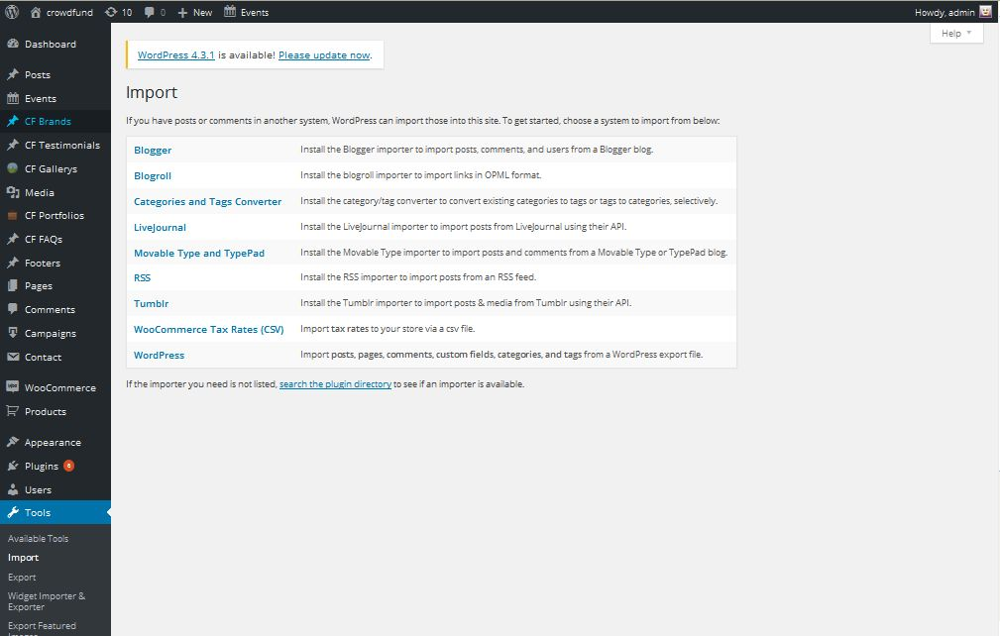 crowdfund 10 0 New Events Howdy, admin
Help
Dashboard
Posts
Events
CF Brands
CF Testimonials
CF Gallerys
Media
CF Portfolios
CF FAQs
Footers
Pages
Comments
Campaigns
Contact
WooCommerce
Products
Appearance
Plugins 6
Users
Tools
Available Tools
Import
Export
Widget Importer &
Exporter
Export Featured
WordPress 4.3.1 is available! Please update now.
Import
If you have posts or comments in another system, WordPress can import those into this site. To get started, choose a system to import from below:
Blogger Install the Blogger importer to import posts, comments, and users from a Blogger blog.
Blogroll Install the blogroll importer to import links in OPML format.
Categories and Tags Converter Install the category/tag converter to convert existing categories to tags or tags to categories, selectively.
LiveJournal Install the LiveJournal importer to import posts from LiveJournal using their API.
Movable Type and TypePad Install the Movable Type importer to import posts and comments from a Movable Type or TypePad blog.
RSS Install the RSS importer to import posts from an RSS feed.
Tumblr Install the Tumblr importer to import posts & media from Tumblr using their API.
WooCommerce Tax Rates (CSV) Import tax rates to your store via a csv file.
WordPress Import posts, pages, comments, custom fields, categories, and tags from a WordPress export file.
If the importer you need is not listed, search the plugin directory to see if an importer is available.